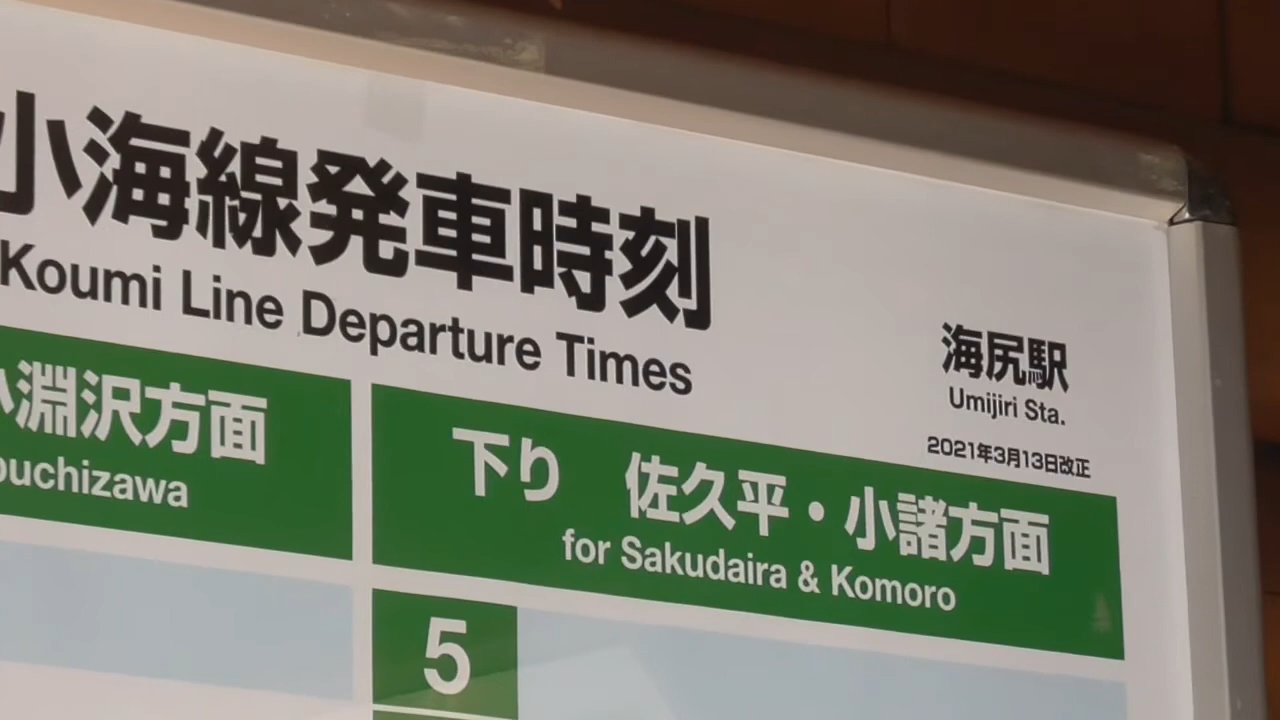 小海線発車時刻
Koumi Line Departure Times
海尻駅
Umijiri Sta.
2021年3月13日改正
小淵沢方面
ouchizawa
下り 佐久平・小諸方面
for Sakudaira & Komoro
5